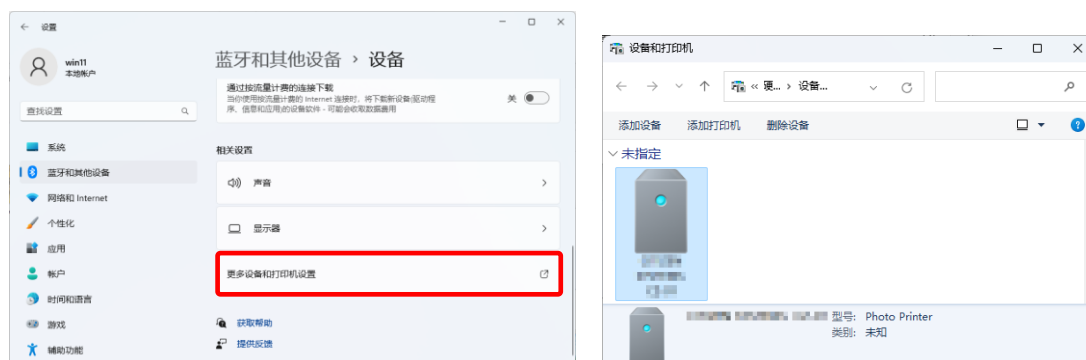 设置
win11
本地帐户
查找设置
系统
蓝牙和其他设备
网络和 Internet
个性化
应用
帐户
时间和语言
游戏
辅助功能
蓝牙和其他设备 › 设备
通过按流量计费的连接下载
当你使用按流量计费的 Internet 连接时，将下载新设备(驱动程
序、信息和应用)的设备软件 - 可能会收取数据费用
关
相关设置
声音
显示器
更多设备和打印机设置
获取帮助
提供反馈
设备和打印机
« 硬... › 设备...
添加设备 添加打印机 删除设备
未指定
型号: Photo Printer
类别: 未知